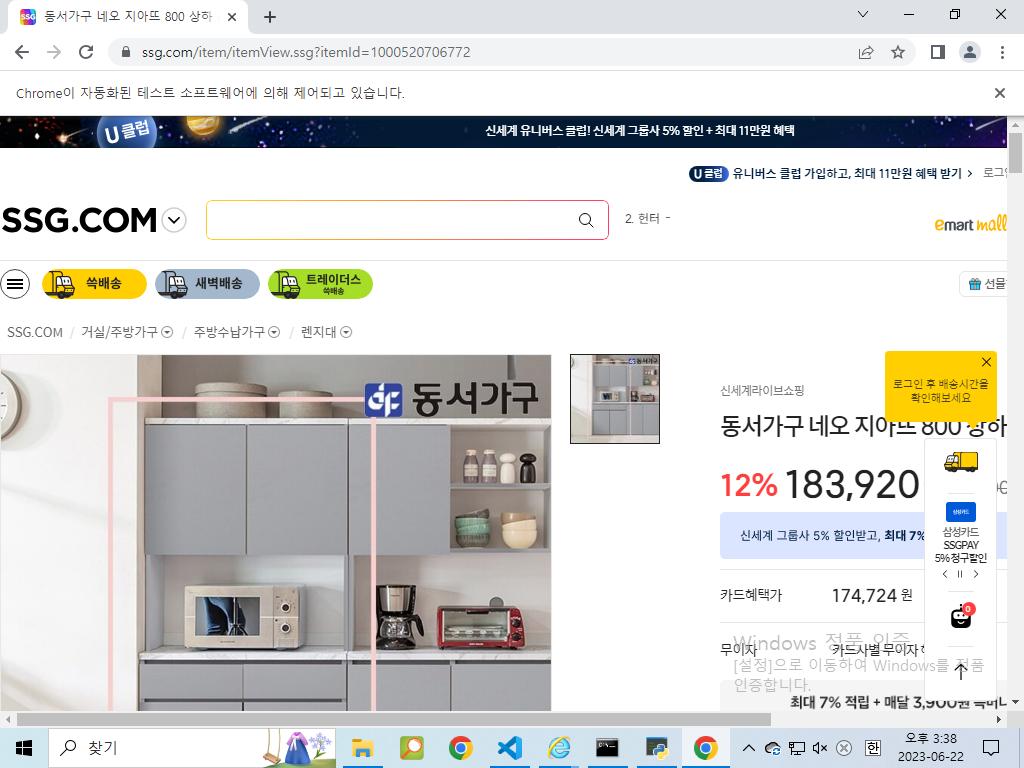 동서가구 네오 지아뜨 800 상하
ssg.com/item/itemView.ssg?itemId=1000520706772
Chrome이 자동화된 테스트 소프트웨어에 의해 제어되고 있습니다.
U 클럽
신세계 유니버스 클럽! 신세계 그룹사 5% 할인 + 최대 11만원 혜택
U 클럽 유니버스 클럽 가입하고, 최대 11만원 혜택 받기 > 로그인
SSG.COM
2. 헌터 -
emart mall
쓱배송
새벽배송
트레이더스
쓱배송
선물
SSG.COM / 거실/주방가구 / 주방수납가구 / 렌지대
동서가구
신세계라이브쇼핑
로그인 후 배송시간을
확인해보세요
동서가구 네오 지아뜨 800 상하
12% 183,920
신세계 그룹사 5% 할인받고, 최대 7%
삼성카드
삼성카드
SSGPAY
5% 청구할인
카드혜택가 174,724 원
0
무이자 카드사별 무이자
Windows 정품 인증
[설정]으로 이동하여 Windows를 정품
인증합니다.
최대 7% 적립 + 매달 3,900원 쓱머니
찾기
오후 3:38
2023-06-22
한